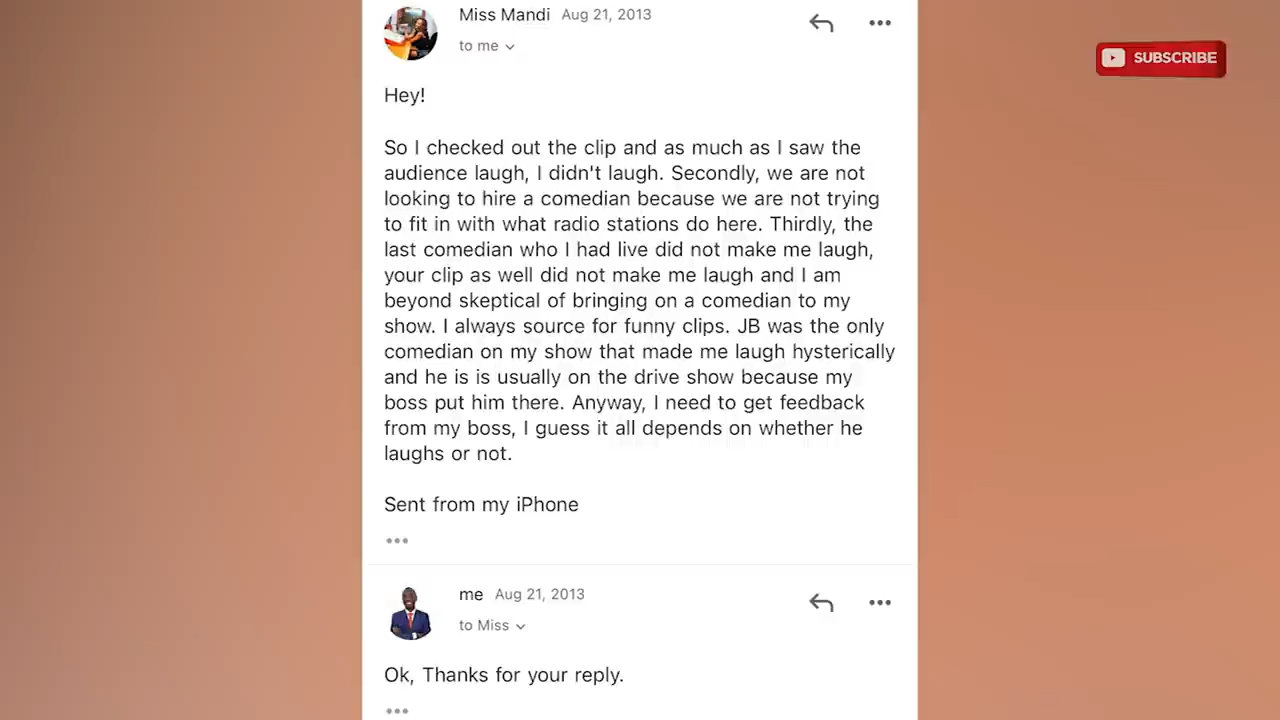 Miss Mandi Aug 21, 2013
to me
SUBSCRIBE
Hey!
So I checked out the clip and as much as I saw the
audience laugh, I didn't laugh. Secondly, we are not
looking to hire a comedian because we are not trying
to fit in with what radio stations do here. Thirdly, the
last comedian who I had live did not make me laugh,
your clip as well did not make me laugh and I am
beyond skeptical of bringing on a comedian to my
show. I always source for funny clips. JB was the only
comedian on my show that made me laugh hysterically
and he is is usually on the drive show because my
boss put him there. Anyway, I need to get feedback
from my boss, I guess it all depends on whether he
laughs or not.
Sent from my iPhone
me Aug 21, 2013
to Miss
Ok, Thanks for your reply.